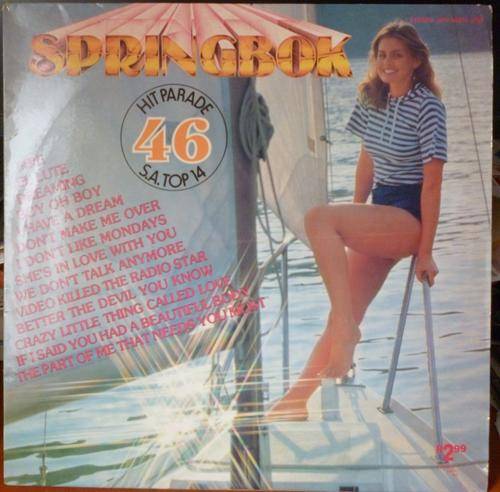 SPRINGBOK
HIT PARADE
46
S.A. TOP 14
DREAMING
BOY OH BOY
I HAVE A DREAM
DON'T MAKE ME OVER
I DON'T LIKE MONDAYS
SHE'S IN LOVE WITH YOU
WE DON'T TALK ANYMORE
VIDEO KILLED THE RADIO STAR
BETTER THE DEVIL YOU KNOW
CRAZY LITTLE THING CALLED LOVE
IF I SAID YOU HAD A BEAUTIFUL BODY
THE PART OF ME THAT NEEDS YOU MOST
R2.99